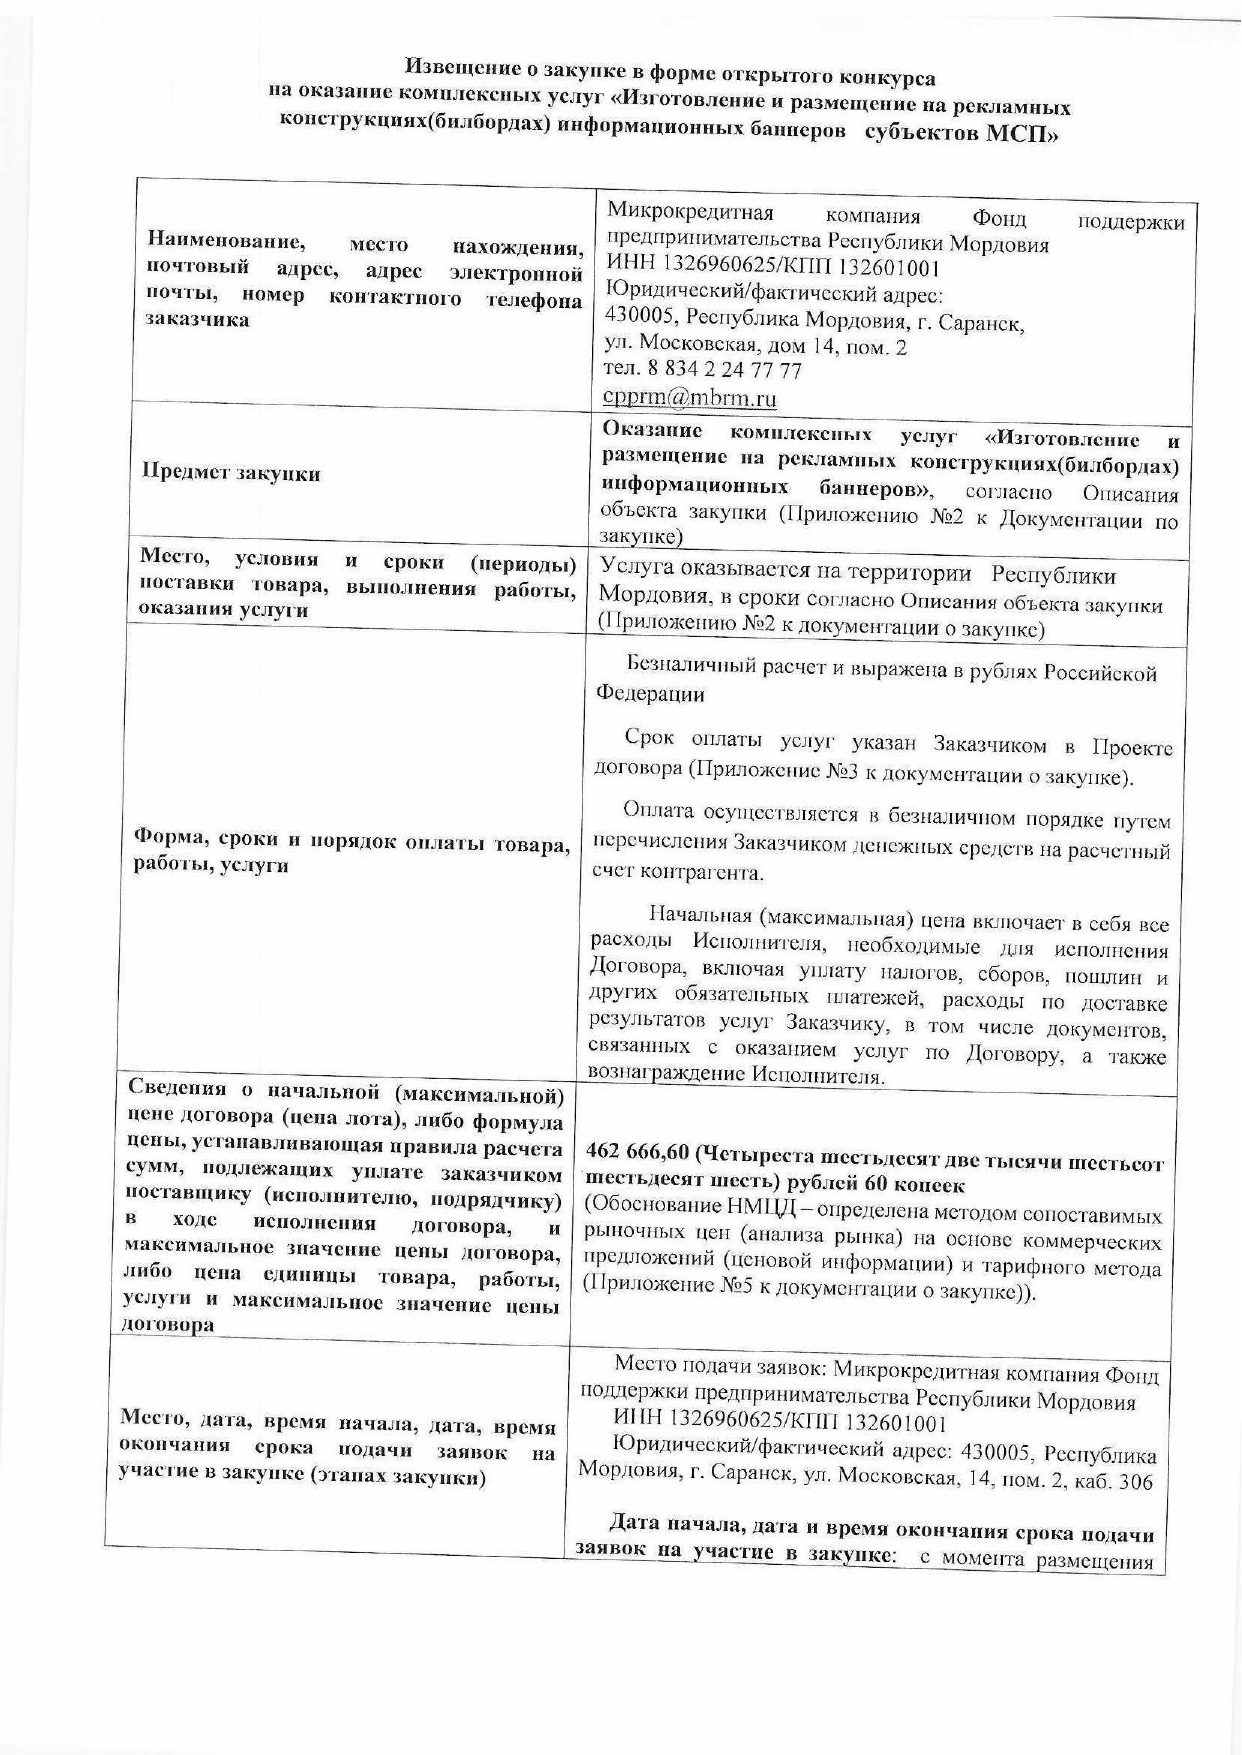 Извещение о закупке в форме открытого конкурса
на оказание комплексных услуг «Изготовление и размещение на рекламных
конструкциях(билбордах) информационных баннеров субъектов МСП»
Наименование, место нахождения,
почтовый адрес, адрес электронной
почты, номер контактного телефона
заказчика
Микрокредитная компания Фонд поддержки
предпринимательства Республики Мордовия
ИНН 1326960625/КПП 132601001
Юридический/фактический адрес:
430005, Республика Мордовия, г. Саранск,
ул. Московская, дом 14, пом. 2
тел. 8 834 2 24 77 77
cpprm@mbrm.ru
Предмет закупки
Оказание комплексных услуг «Изготовление и
размещение на рекламных конструкциях(билбордах)
информационных баннеров», согласно Описания
объекта закупки (Приложению №2 к Документации по
закупке)
Место, условия и сроки (периоды)
поставки товара, выполнения работы,
оказания услуги
Услуга оказывается на территории Республики
Мордовия, в сроки согласно Описания объекта закупки
(Приложению №2 к документации о закупке)
Форма, сроки и порядок оплаты товара,
работы, услуги
Безналичный расчет и выражена в рублях Российской
Федерации
Срок оплаты услуг указан Заказчиком в Проекте
договора (Приложение №3 к документации о закупке).
Оплата осуществляется в безналичном порядке путем
перечисления Заказчиком денежных средств на расчетный
счет контрагента.
Начальная (максимальная) цена включает в себя все
расходы Исполнителя, необходимые для исполнения
Договора, включая уплату налогов, сборов, пошлин и
других обязательных платежей, расходы по доставке
результатов услуг Заказчику, в том числе документов,
связанных с оказанием услуг по Договору, а также
вознаграждение Исполнителя.
Сведения о начальной (максимальной)
цене договора (цена лота), либо формула
цены, устанавливающая правила расчета
сумм, подлежащих уплате заказчиком
поставщику (исполнителю, подрядчику)
в ходе исполнения договора, и
максимальное значение цены договора,
либо цена единицы товара, работы,
услуги и максимальное значение цены
договора
462 666,60 (Четыреста шестьдесят две тысячи шестьсот
шестьдесят шесть) рублей 60 копеек
(Обоснование НМЦД – определена методом сопоставимых
рыночных цен (анализа рынка) на основе коммерческих
предложений (ценовой информации) и тарифного метода
(Приложение №5 к документации о закупке)).
Место, дата, время начала, дата, время
окончания срока подачи заявок на
участие в закупке (этапах закупки)
Место подачи заявок: Микрокредитная компания Фонд
поддержки предпринимательства Республики Мордовия
ИНН 1326960625/КПП 132601001
Юридический/фактический адрес: 430005, Республика
Мордовия, г. Саранск, ул. Московская, 14, пом. 2, каб. 306
Дата начала, дата и время окончания срока подачи
заявок на участие в закупке: с момента размещения